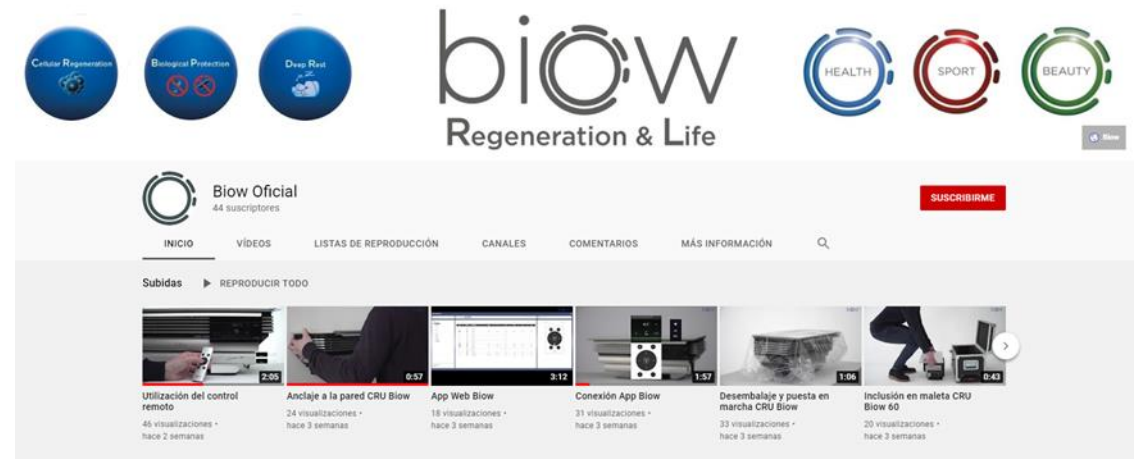 Cellular Regeneration
Biological Protection
Deep Rest
biow
Regeneration & Life
HEALTH
SPORT
BEAUTY
Biow
Biow Oficial
44 suscriptores
SUSCRIBIRME
INICIO
VÍDEOS
LISTAS DE REPRODUCCIÓN
CANALES
COMENTARIOS
MÁS INFORMACIÓN
Subidas
REPRODUCIR TODO
2:05
Utilización del control
remoto
46 visualizaciones •
hace 2 semanas
0:57
Anclaje a la pared CRU Biow
24 visualizaciones •
hace 3 semanas
3:12
App Web Biow
18 visualizaciones •
hace 3 semanas
1:57
Conexión App Biow
31 visualizaciones •
hace 3 semanas
1:06
Desembalaje y puesta en
marcha CRU Biow
33 visualizaciones •
hace 3 semanas
0:43
Inclusión en maleta CRU
Biow 60
20 visualizaciones •
hace 3 semanas